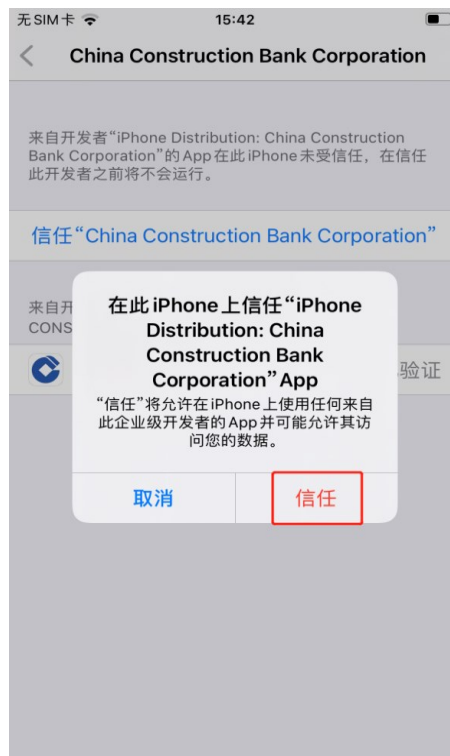 无SIM卡
15:42
China Construction Bank Corporation
来自开发者“iPhone Distribution: China Construction
Bank Corporation”的App在此iPhone未受信任，在信任
此开发者之前将不会运行。
信任“China Construction Bank Corporation”
来自开
CONS
在此iPhone上信任“iPhone
Distribution: China
Construction Bank
Corporation”App
验证
“信任”将允许在iPhone上使用任何来自
此企业级开发者的App并可能允许其访
问您的数据。
取消
信任